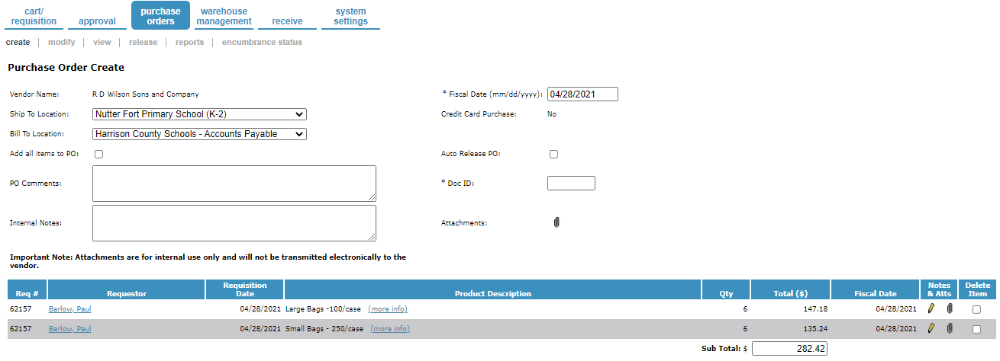 cart/ requisition approval purchase orders warehouse management receive system settings
create | modify | view | release | reports | encumbrance status
Purchase Order Create
Vendor Name: R D Wilson Sons and Company * Fiscal Date (mm/dd/yyyy): 04/28/2021
Ship To Location: Nutter Fort Primary School (K-2) Credit Card Purchase: No
Bill To Location: Harrison County Schools - Accounts Payable
Add all items to PO: Auto Release PO:
PO Comments: * Doc ID:
Internal Notes: Attachments:
Important Note: Attachments are for internal use only and will not be transmitted electronically to the
vendor.
Req # Requestor Requisition Date Product Description Qty Total ($) Fiscal Date Notes & Atts Delete Item
62157 Barlow, Paul 04/28/2021 Large Bags -100/case (more info) 6 147.18 04/28/2021
62157 Barlow, Paul 04/28/2021 Small Bags - 250/case (more info) 6 135.24 04/28/2021
Sub Total: $ 282.42